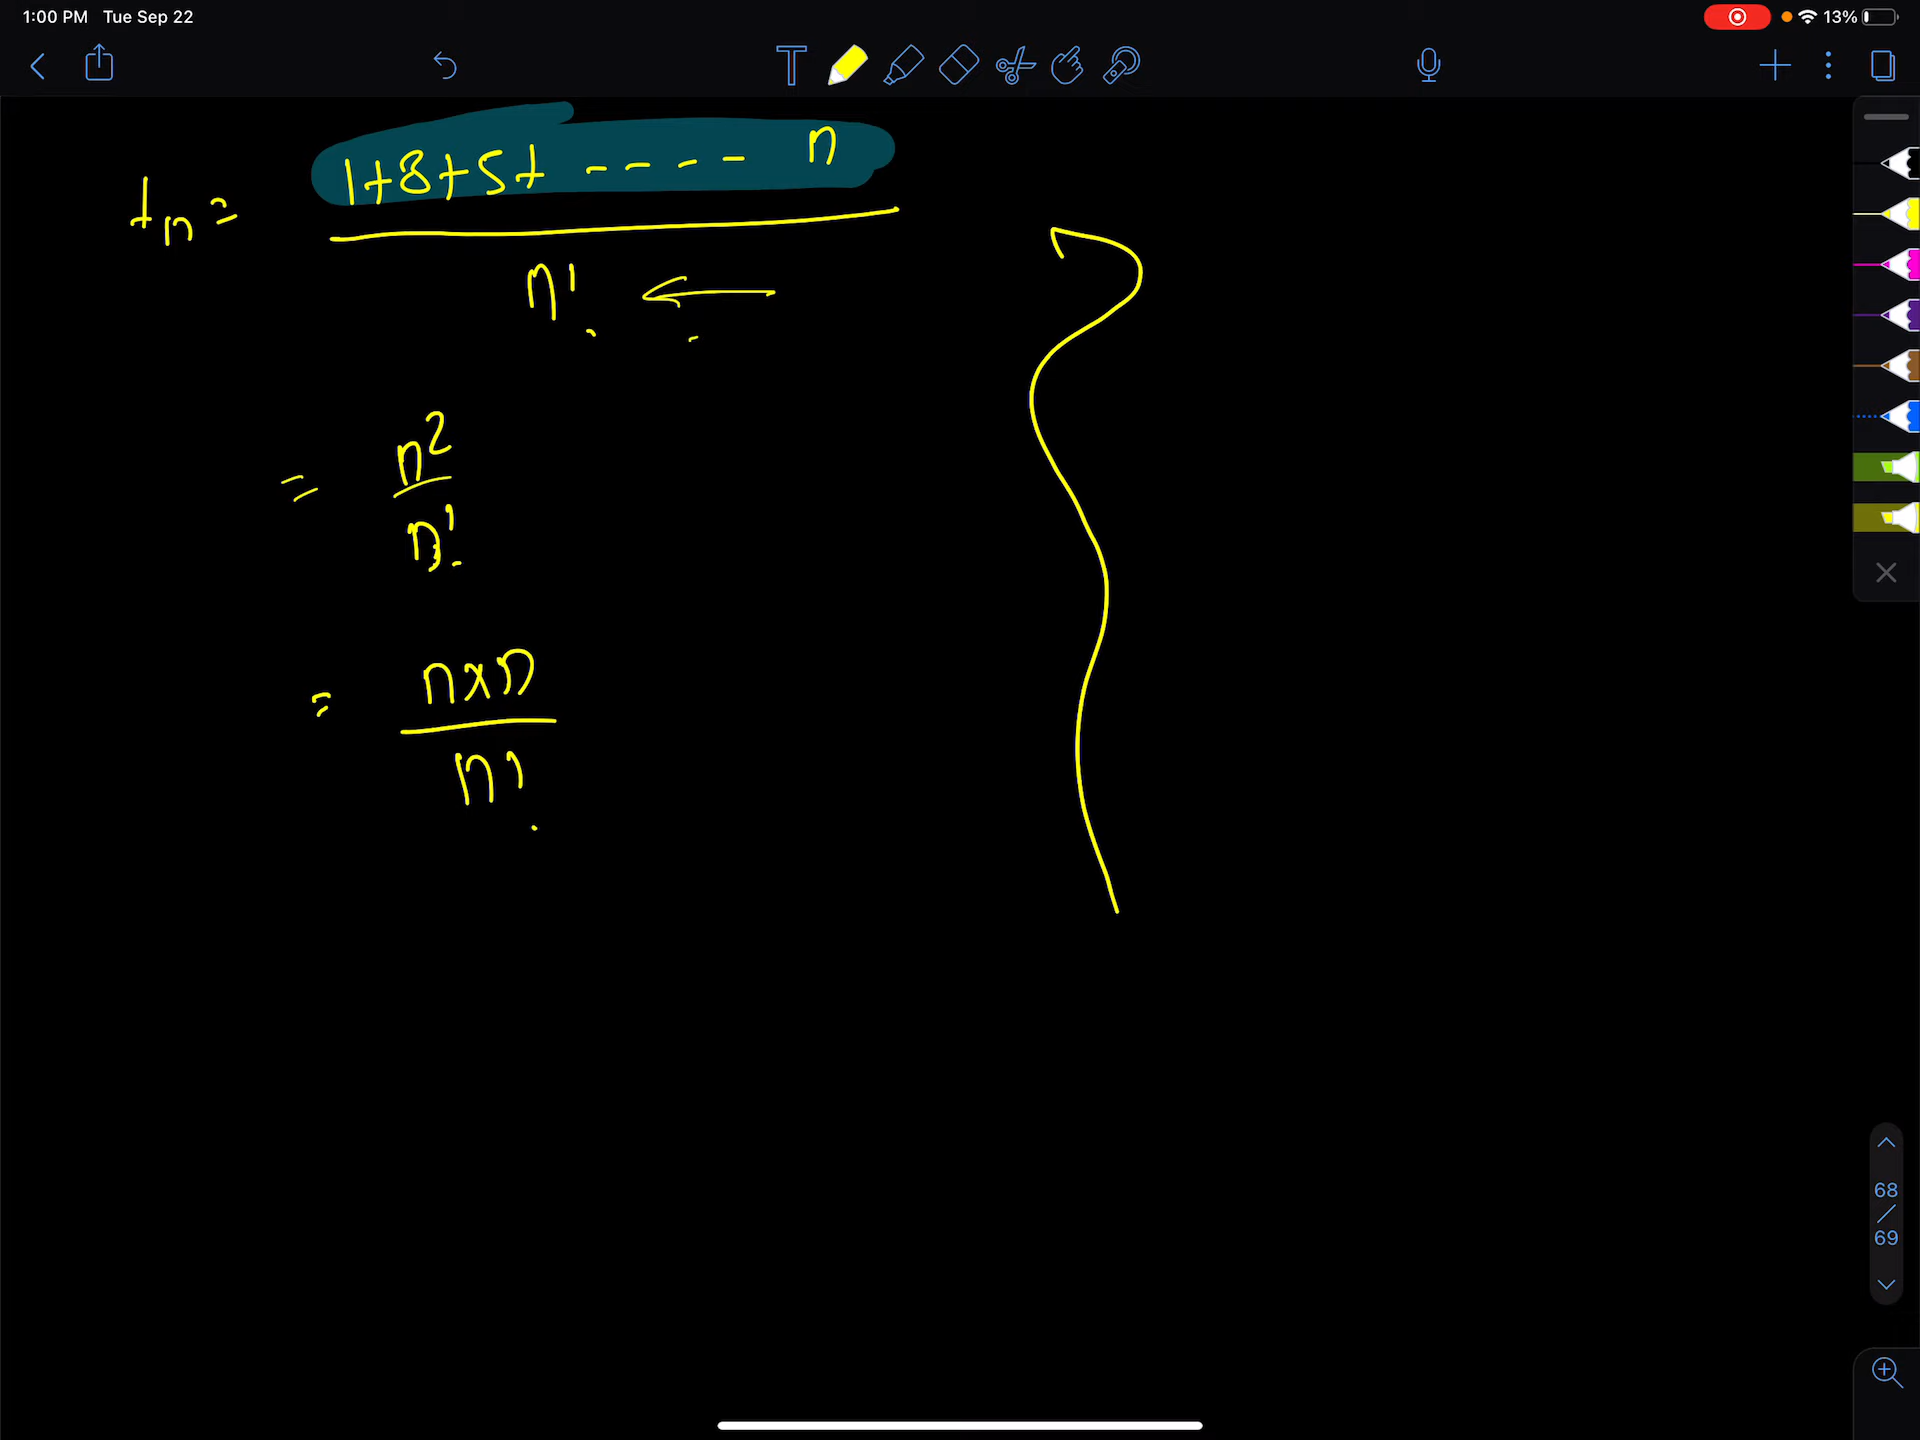 1:00 PM Tue Sep 22
13%
T
tn = 1+3+5+ ---- n
n! ←
= n²
n!
= n×n
n!
68
/
69